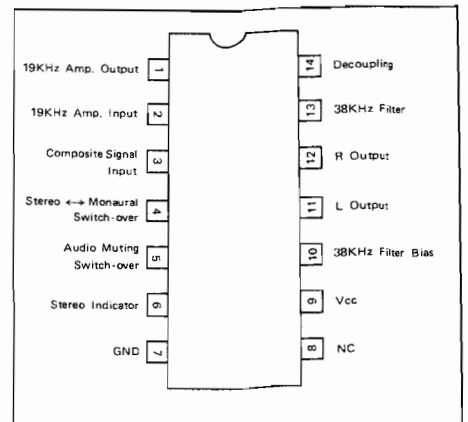 19KHz Amp. Output 1
19KHz Amp. Input 2
Composite Signal
Input 3
Stereo ↔ Monaural
Switch-over 4
Audio Muting
Switch-over 5
Stereo Indicator 6
GND 7
14 Decoupling
13 38KHz Filter
12 R Output
11 L Output
10 38KHz Filter Bias
9 Vcc
8 NC